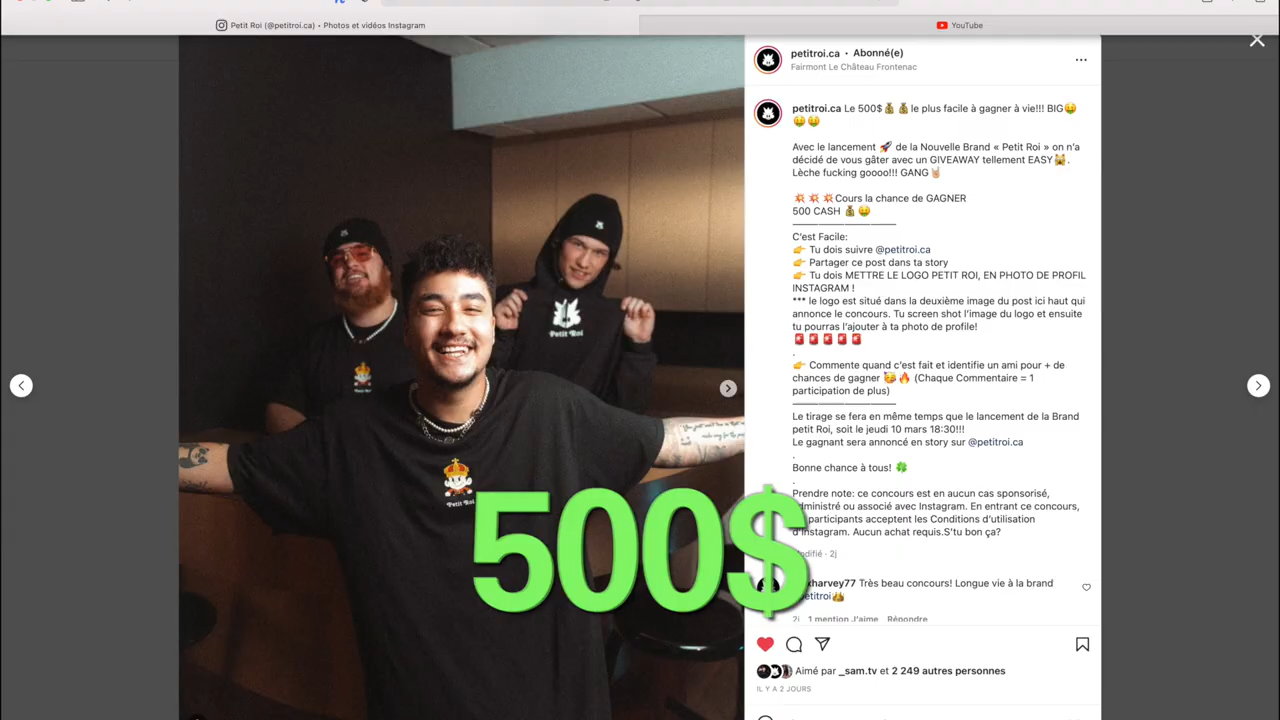 Petit Roi (@petitroi.ca) • Photos et vidéos Instagram
YouTube
petitroi.ca • Abonné(e)
Fairmont Le Château Frontenac
petitroi.ca Le 500$💰💰le plus facile à gagner à vie!!! BIG🤑
🤑🤑
Avec le lancement 🚀 de la Nouvelle Brand « Petit Roi » on n'a
décidé de vous gâter avec un GIVEAWAY tellement EASY🙀.
Lèche fucking goooo!!! GANG🤘🏻
💥💥💥Cours la chance de GAGNER
500 CASH 💰🤑
————————————
C'est Facile:
👉 Tu dois suivre @petitroi.ca
👉 Partager ce post dans ta story
👉 Tu dois METTRE LE LOGO PETIT ROI, EN PHOTO DE PROFIL
INSTAGRAM !
*** le logo est situé dans la deuxième image du post ici haut qui
annonce le concours. Tu screen shot l'image du logo et ensuite
tu pourras l'ajouter à ta photo de profile!
🚨🚨🚨🚨🚨
.
👉 Commente quand c'est fait et identifie un ami pour + de
chances de gagner 🥳🔥 (Chaque Commentaire = 1
participation de plus)
————————————
Le tirage se fera en même temps que le lancement de la Brand
petit Roi, soit le jeudi 10 mars 18:30!!!
Le gagnant sera annoncé en story sur @petitroi.ca
.
Bonne chance à tous! 🍀
.
Prendre note: ce concours est en aucun cas sponsorisé,
administré ou associé avec Instagram. En entrant ce concours,
participants acceptent les Conditions d'utilisation
d'Instagram. Aucun achat requis.S'tu bon ça?
2j
xharvey77 Très beau concours! Longue vie à la brand
petitroi👑
2j 1 mention J'aime Répondre
Aimé par _sam.tv et 2 249 autres personnes
IL Y A 2 JOURS
Petit Roi
Petit Roi
500$